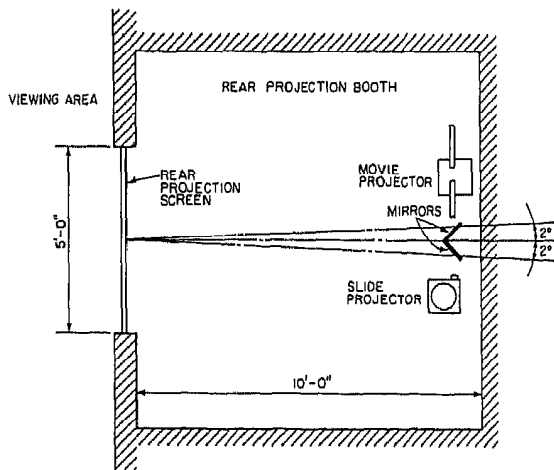 VIEWING AREA
REAR PROJECTION BOOTH
REAR
PROJECTION
SCREEN
5'-0"
MOVIE
PROJECTOR
MIRRORS
2°
2°
SLIDE
PROJECTOR
10'-0"